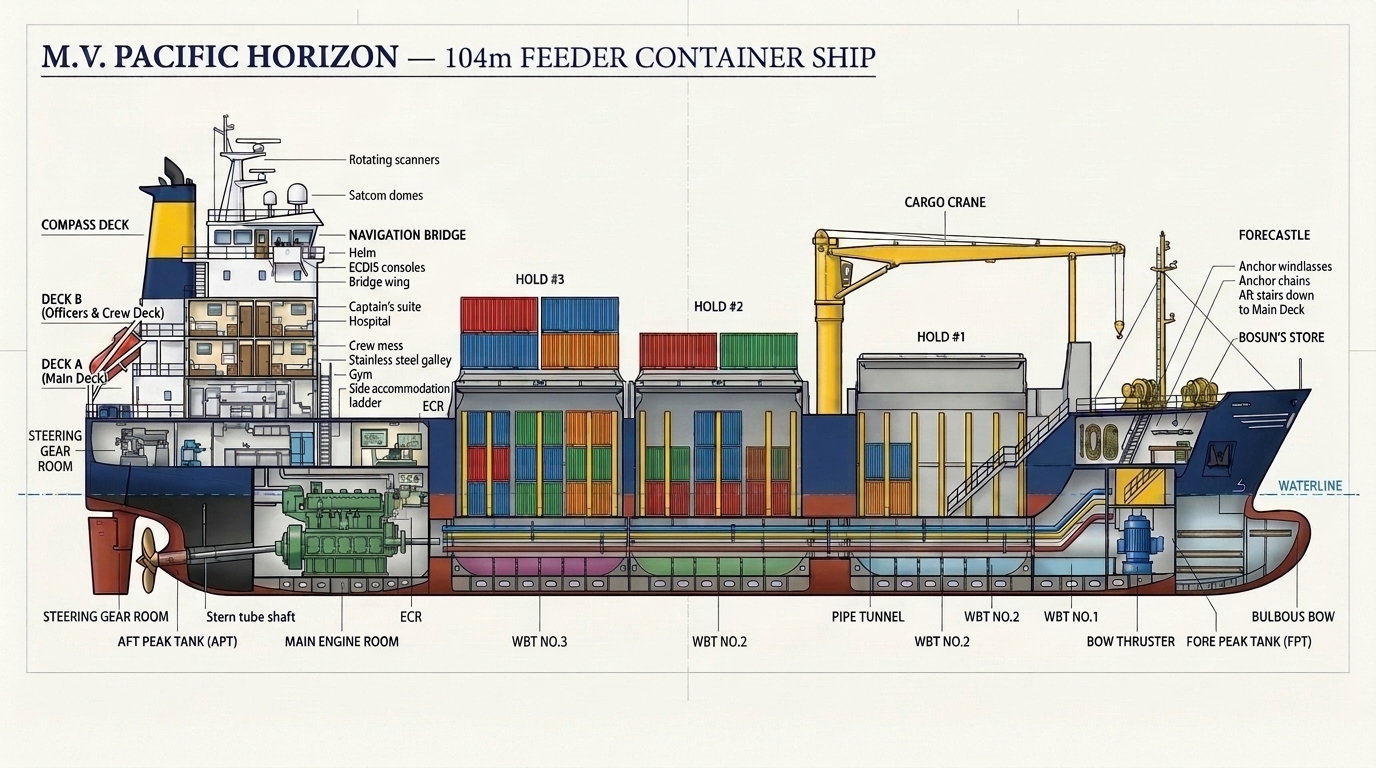 M.V. PACIFIC HORIZON — 104m FEEDER CONTAINER SHIP
Rotating scanners
Satcom domes
COMPASS DECK
NAVIGATION BRIDGE
Helm
ECDI5 consoles
Bridge wing
DECK B
(Officers & Crew Deck)
Captain's suite
Hospital
Crew mess
Stainless steel galley
Gym
Side accommodation
ladder
DECK A
(Main Deck)
ECR
STEERING
GEAR
ROOM
HOLD #3
HOLD #2
CARGO CRANE
HOLD #1
FORECASTLE
Anchor windlasses
Anchor chains
Aft stairs down
to Main Deck
BOSUN'S STORE
WATERLINE
STEERING GEAR ROOM
Stern tube shaft
ECR
PIPE TUNNEL
WBT NO.2
WBT NO.1
BULBOUS BOW
AFT PEAK TANK (APT)
MAIN ENGINE ROOM
WBT NO.3
WBT NO.2
WBT NO.2
BOW THRUSTER
FORE PEAK TANK (FPT)